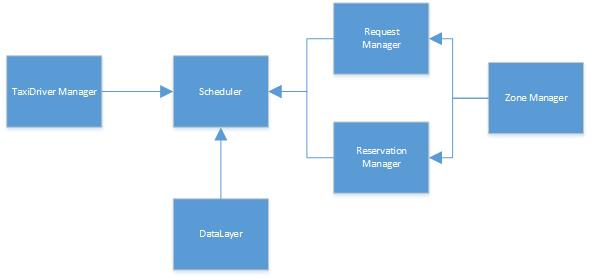 Request
Manager
TaxiDriver Manager
Scheduler
Zone Manager
Reservation
Manager
DataLayer